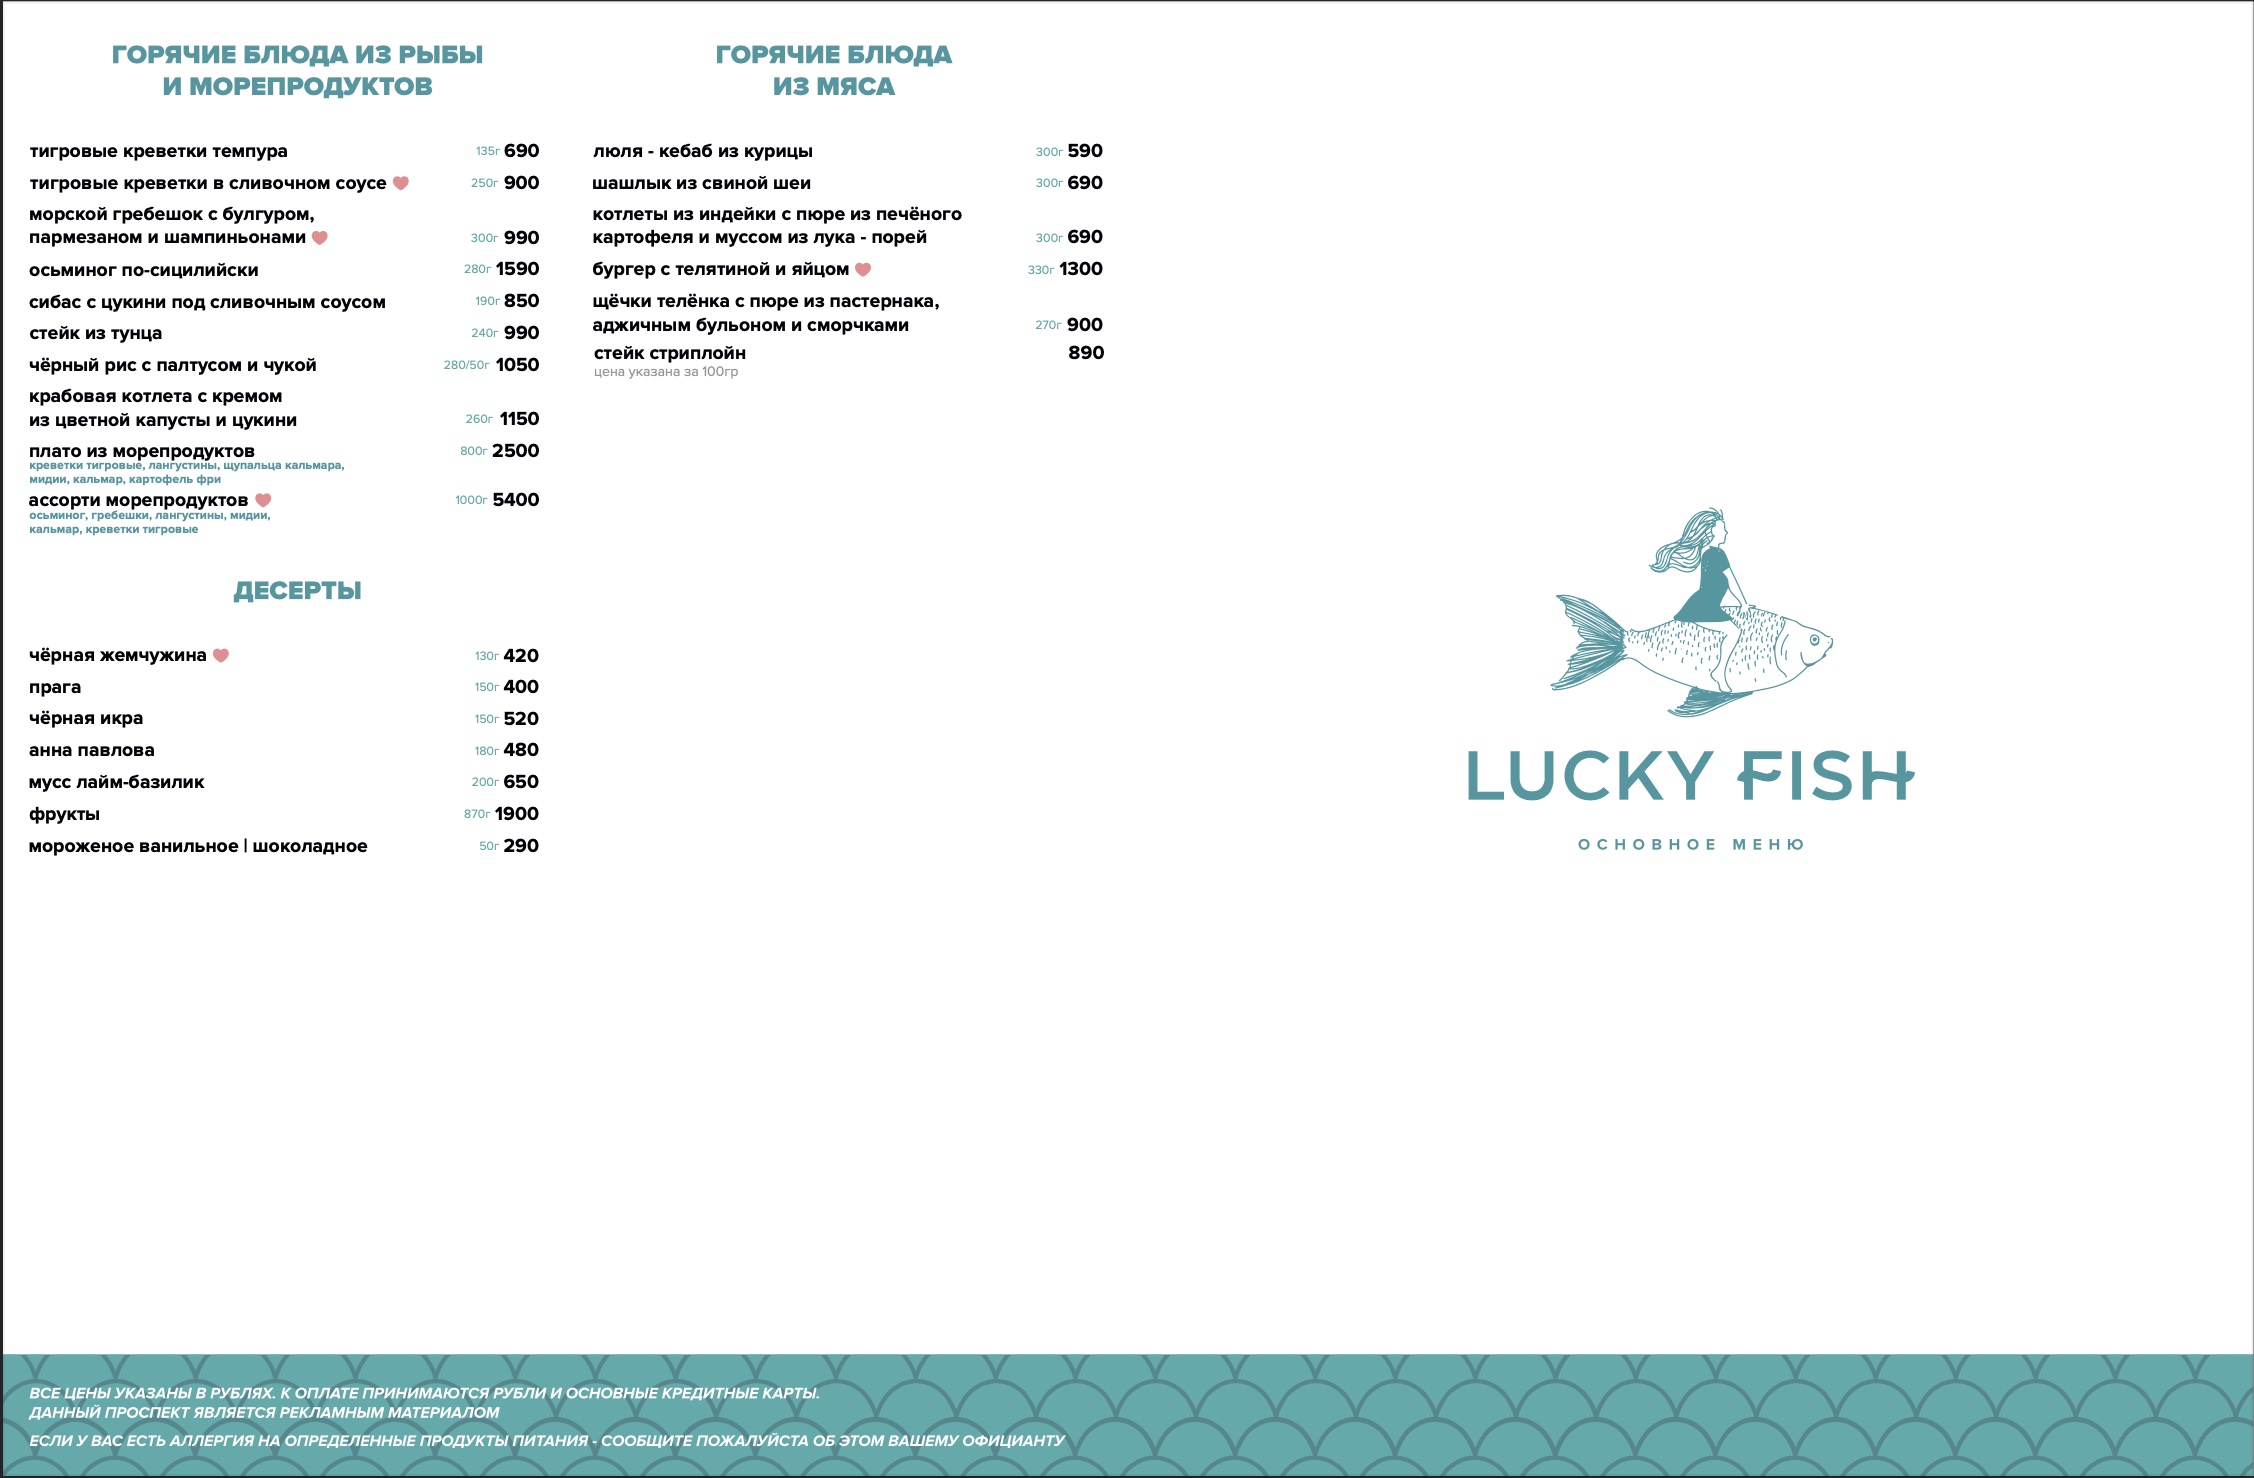 ГОРЯЧИЕ БЛЮДА ИЗ РЫБЫ
И МОРЕПРОДУКТОВ
тигровые креветки темпура 135г 690
тигровые креветки в сливочном соусе 250г 900
морской гребешок с булгуром,
пармезаном и шампиньонами 300г 990
осьминог по-сицилийски 280г 1590
сибас с цукини под сливочным соусом 190г 850
стейк из тунца 240г 990
чёрный рис с палтусом и чукой 280/50г 1050
крабовая котлета с кремом
из цветной капусты и цукини 260г 1150
плато из морепродуктов 800г 2500
креветки тигровые, лангустины, щупальца кальмара,
мидии, кальмар, картофель фри
ассорти морепродуктов 1000г 5400
осьминог, гребешки, лангустины, мидии,
кальмар, креветки тигровые
ДЕСЕРТЫ
чёрная жемчужина 130г 420
прага 150г 400
чёрная икра 150г 520
анна павлова 180г 480
мусс лайм-базилик 200г 650
фрукты 870г 1900
мороженое ванильное | шоколадное 50г 290
ГОРЯЧИЕ БЛЮДА
ИЗ МЯСА
люля - кебаб из курицы 300г 590
шашлык из свиной шеи 300г 690
котлеты из индейки с пюре из печёного
картофеля и муссом из лука - порей 300г 690
бургер с телятиной и яйцом 330г 1300
щёчки телёнка с пюре из пастернака,
аджичным бульоном и сморчками 270г 900
стейк стриплойн 890
цена указана за 100гр
LUCKY FISH
ОСНОВНОЕ МЕНЮ
ВСЕ ЦЕНЫ УКАЗАНЫ В РУБЛЯХ. К ОПЛАТЕ ПРИНИМАЮТСЯ РУБЛИ И ОСНОВНЫЕ КРЕДИТНЫЕ КАРТЫ.
ДАННЫЙ ПРОСПЕКТ ЯВЛЯЕТСЯ РЕКЛАМНЫМ МАТЕРИАЛОМ
ЕСЛИ У ВАС ЕСТЬ АЛЛЕРГИЯ НА ОПРЕДЕЛЕННЫЕ ПРОДУКТЫ ПИТАНИЯ - СООБЩИТЕ ПОЖАЛУЙСТА ОБ ЭТОМ ВАШЕМУ ОФИЦИАНТУ